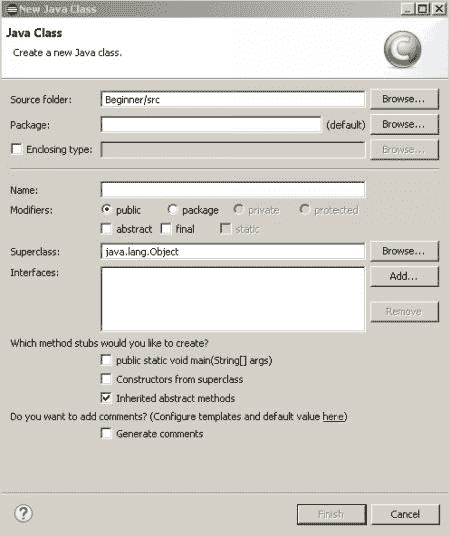 New Java Class
Java Class
Create a new Java class.
C
Source folder: Beginner/src Browse...
Package: (default) Browse...
Enclosing type: Browse...
Name:
Modifiers: public package private protected
abstract final static
Superclass: java.lang.Object Browse...
Interfaces: Add...
Remove
Which method stubs would you like to create?
public static void main(String[] args)
Constructors from superclass
Inherited abstract methods
Do you want to add comments? (Configure templates and default value here)
Generate comments
? Finish Cancel